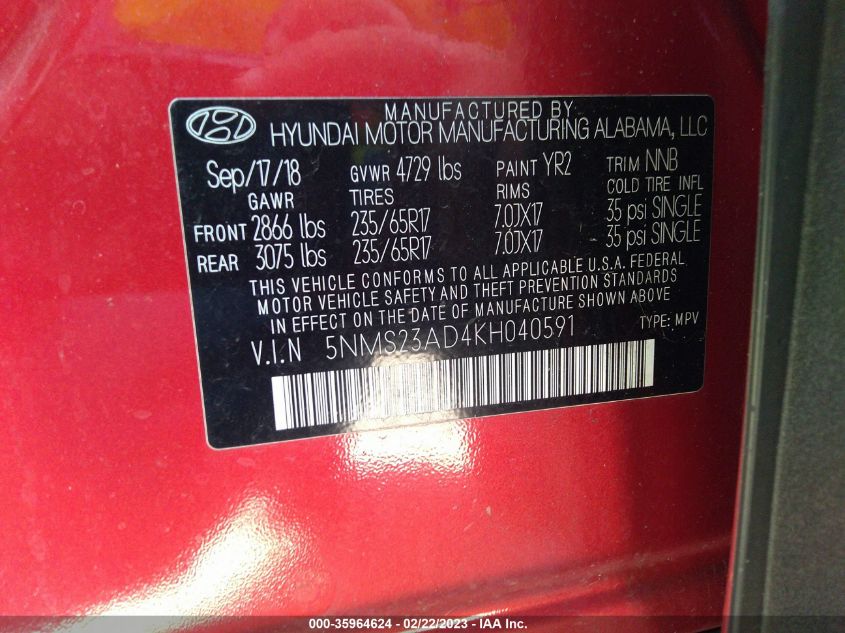 MANUFACTURED BY
HYUNDAI MOTOR MANUFACTURING ALABAMA, LLC
Sep/17/18 GVWR 4729 lbs PAINT YR2 TRIM NNB
GAWR TIRES RIMS COLD TIRE INFL
FRONT 2866 lbs 235/65R17 7.0JX17 35 psi SINGLE
REAR 3075 lbs 235/65R17 7.0JX17 35 psi SINGLE
THIS VEHICLE CONFORMS TO ALL APPLICABLE U.S.A. FEDERAL
MOTOR VEHICLE SAFETY AND THEFT PREVENTION STANDARDS
IN EFFECT ON THE DATE OF MANUFACTURE SHOWN ABOVE
V.I.N 5NMS23AD4KH040591 TYPE: MPV
000-35964624 - 02/22/2023 - IAA Inc.